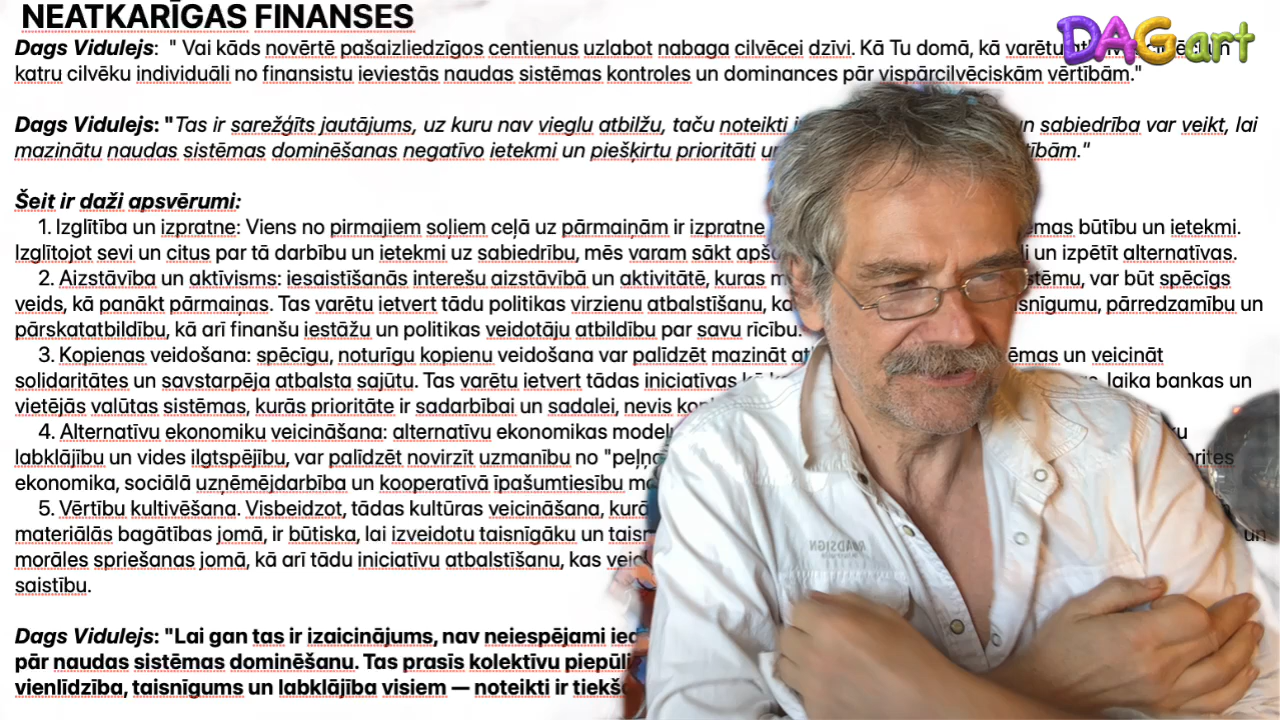 NEATKARĪGAS FINANSES
DAG art
Dags Vidulejs: " Vai kāds novērtē pašaizliedzīgos centienus uzlabot nabaga cilvēcei dzīvi. Kā Tu domā, kā varētu
katru cilvēku individuāli no finansistu ieviestās naudas sistēmas kontroles un dominances pār vispārcilvēciskām vērtībām."
Dags Vidulejs: "Tas ir sarežģīts jautājums, uz kuru nav vieglu atbilžu, taču noteikti un sabiedrība var veikt, lai
mazinātu naudas sistēmas dominēšanas negatīvo ietekmi un piešķirtu prioritāti
Šeit ir daži apsvērumi:
1. Izglītība un izpratne: Viens no pirmajiem soļiem ceļā uz pārmaiņām ir izpratne būtību un ietekmi.
Izglītojot sevi un citus par tā darbību un ietekmi uz sabiedrību, mēs varam sākt un izpētīt alternatīvas.
2. Aizstāvība un aktīvisms: iesaistīšanās interešu aizstāvībā un aktivitātē, kuras var būt spēcīgs
veids, kā panākt pārmaiņas. Tas varētu ietvert tādu politikas virzienu atbalstīšanu, pārredzamību un
pārskatatbildību, kā arī finanšu iestāžu un politikas veidotāju atbildību par savu rīcību.
3. Kopienas veidošana: spēcīgu, noturīgu kopienu veidošana var palīdzēt mazināt un veicināt
solidaritātes un savstarpēja atbalsta sajūtu. Tas varētu ietvert tādas iniciatīvas laika bankas un
vietējās valūtas sistēmas, kurās prioritāte ir sadarbībai un sadalei, nevis
4. Alternatīvu ekonomiku veicināšana: alternatīvu ekonomikas
labklājību un vides ilgtspējību, var palīdzēt novirzīt uzmanību no
ekonomika, sociālā uzņēmējdarbība un kooperatīvā īpašumtiesību
5. Vērtību kultivēšana. Visbeidzot, tādas kultūras veicināšana,
materiālās bagātības jomā, ir būtiska, lai izveidotu taisnīgāku un un
morāles spriešanas jomā, kā arī tādu iniciatīvu atbalstīšanu, kas
saistību.
Dags Vidulejs: "Lai gan tas ir izaicinājums, nav neiespējami
pār naudas sistēmas dominēšanu. Tas prasīs kolektīvu
vienlīdzība, taisnīgums un labklājība visiem — noteikti ir